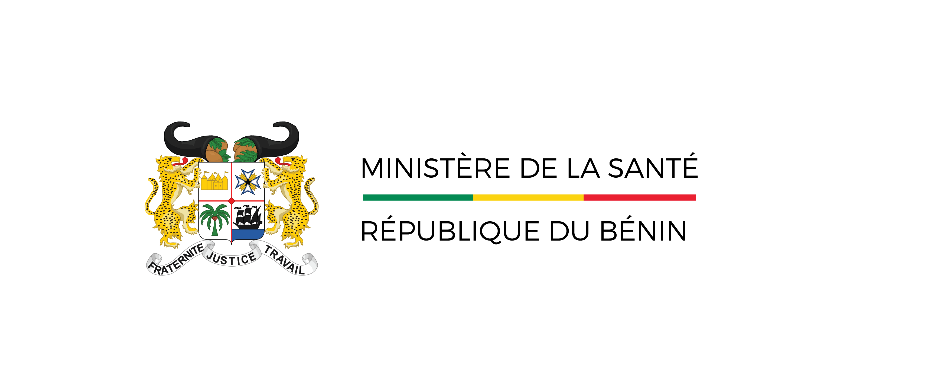 MINISTÈRE DE LA SANTÉ
RÉPUBLIQUE DU BÉNIN
FRATERNITE JUSTICE TRAVAIL